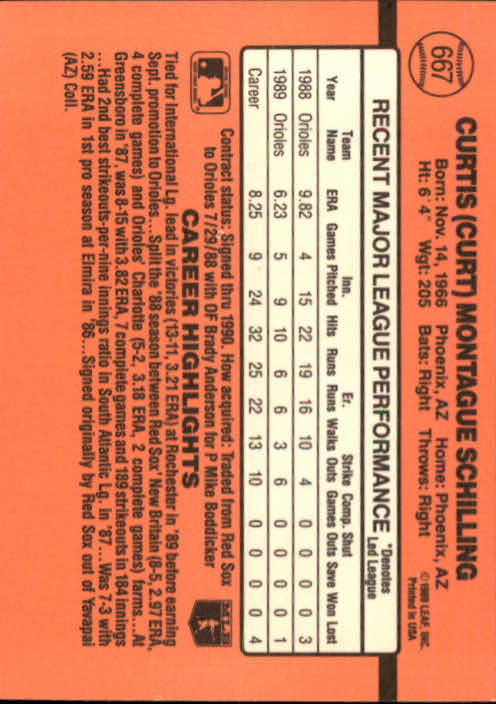 667
CURTIS (CURT) MONTAGUE SCHILLING
Born: Nov. 14, 1966 Phoenix, AZ Home: Phoenix, AZ
Ht: 6'4" Wgt: 205 Bats: Right Throws: Right
© 1989 LEAF, INC.
Printed in USA
RECENT MAJOR LEAGUE PERFORMANCE *Denotes Led League
Year Team Name ERA Games Inn. Pitched Hits Runs Er. Runs Walks Strike Outs Comp. Games Shut Outs Save Won Lost
1988 Orioles 9.82 4 15 22 19 16 10 4 0 0 0 0 3
1989 Orioles 6.23 5 9 10 6 6 3 6 0 0 0 0 1
Career 8.25 9 24 32 25 22 13 10 0 0 0 0 4
Contract status: Signed thru 1990. How acquired: Traded from Red Sox
to Orioles 7/29/88 with OF Brady Anderson for P Mike Boddicker
CAREER HIGHLIGHTS
Tied for International Lg. lead in victories (13-11, 3.21 ERA) at Rochester in '89 before earning
Sept. promotion to Orioles...Split the '88 season between Red Sox' New Britain (8-5, 2.97 ERA,
4 complete games) and Orioles' Charlotte (5-2, 3.18 ERA, 2 complete games) farms...At
Greensboro in '87, was 8-15 with 3.82 ERA, 7 complete games and 189 strikeouts in 184 innings
...Had 2nd best strikeouts-per-nine innings ratio in South Atlantic Lg. in '87...Was 7-3 with
2.59 ERA in 1st pro season at Elmira in '86...Signed originally by Red Sox out of Yavapai
(AZ) Coll.